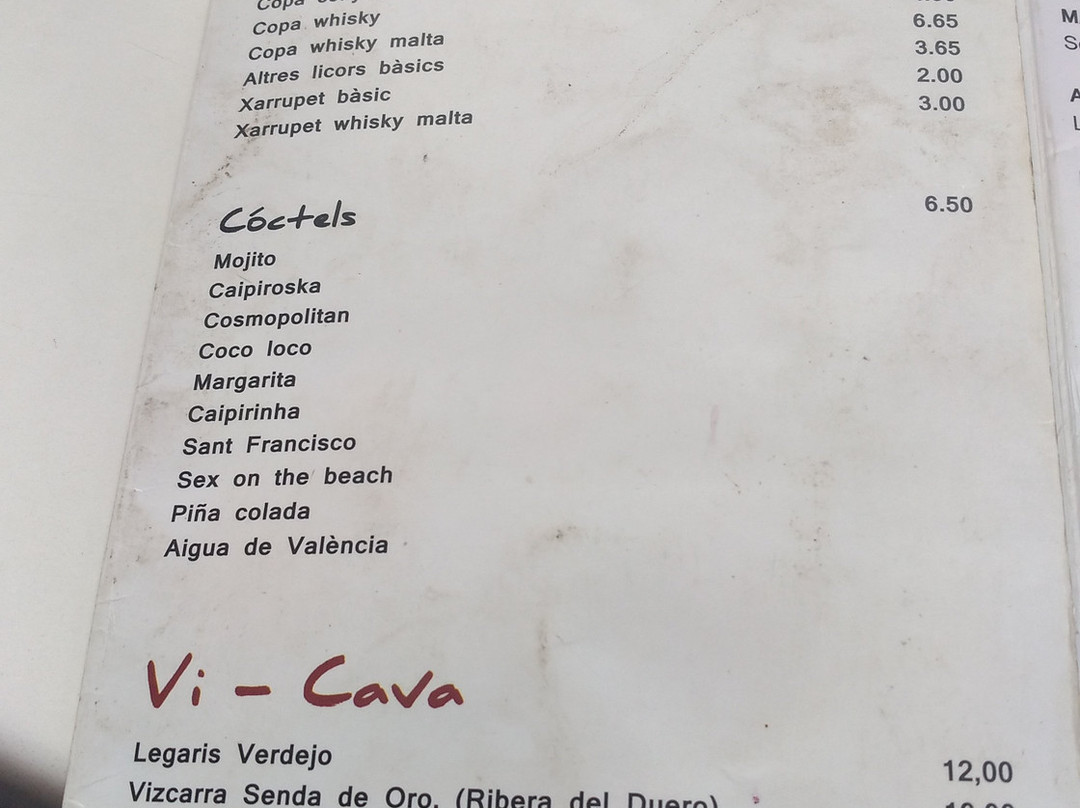 Copa
Copa whisky
Copa whisky malta 6.65
Altres licors bàsics 3.65
Xarrupet bàsic 2.00
Xarrupet whisky malta 3.00
Cóctels 6.50
Mojito
Caipiroska
Cosmopolitan
Coco loco
Margarita
Caipirinha
Sant Francisco
Sex on the beach
Piña colada
Aigua de València
Vi - Cava
Legaris Verdejo 12,00
Vizcarra Senda de Oro. (Ribera del Duero)